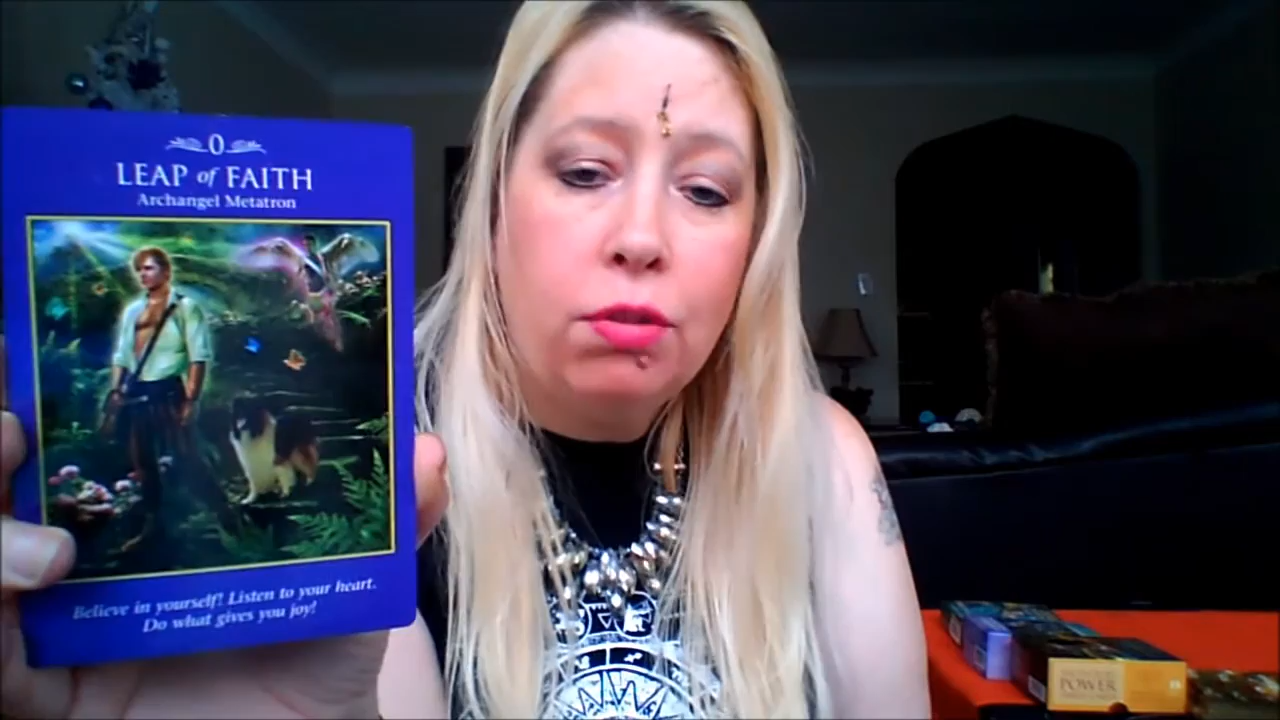 0
LEAP of FAITH
Archangel Metatron
Believe in yourself! Listen to your heart.
Do what gives you joy!
POWER